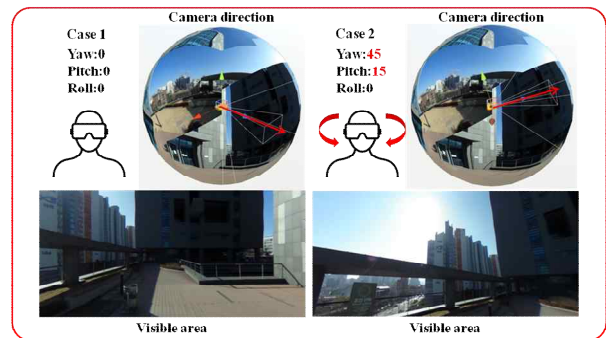 Camera direction
Case 1
Yaw:0
Pitch:0
Roll:0
Camera direction
Case 2
Yaw:45
Pitch:15
Roll:0
Visible area
Visible area